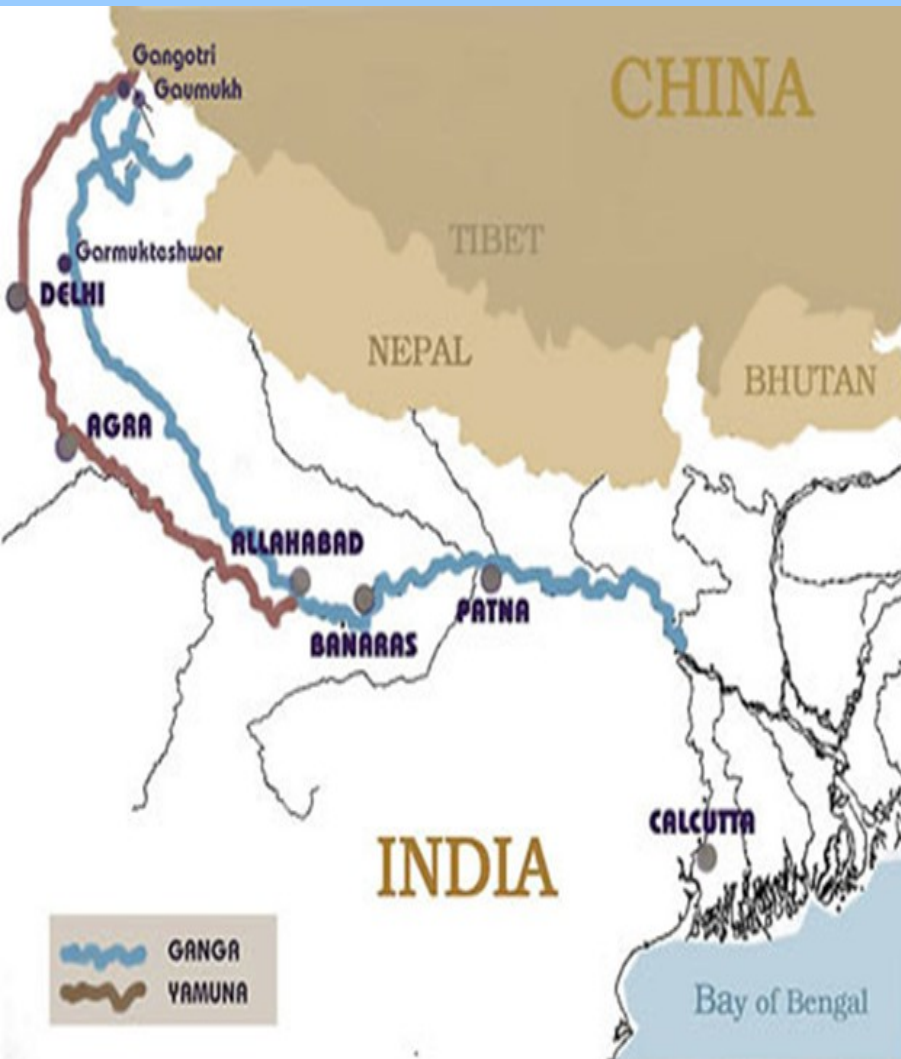 Gangotri
Gaumukh
CHINA
TIBET
Garmukteshwar
DELHI
NEPAL
BHUTAN
AGRA
ALLAHABAD
PATNA
BANARAS
CALCUTTA
INDIA
GANGA
YAMUNA
Bay of Bengal